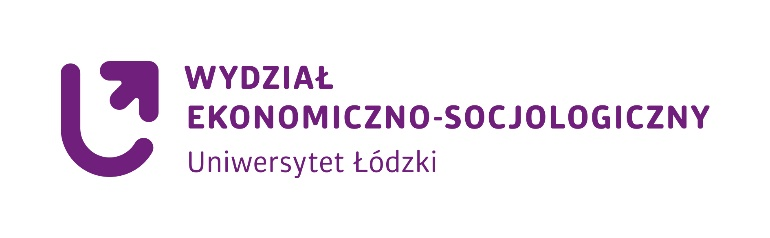 WYDZIAŁ
EKONOMICZNO-SOCJOLOGICZNY
Uniwersytet Łódzki